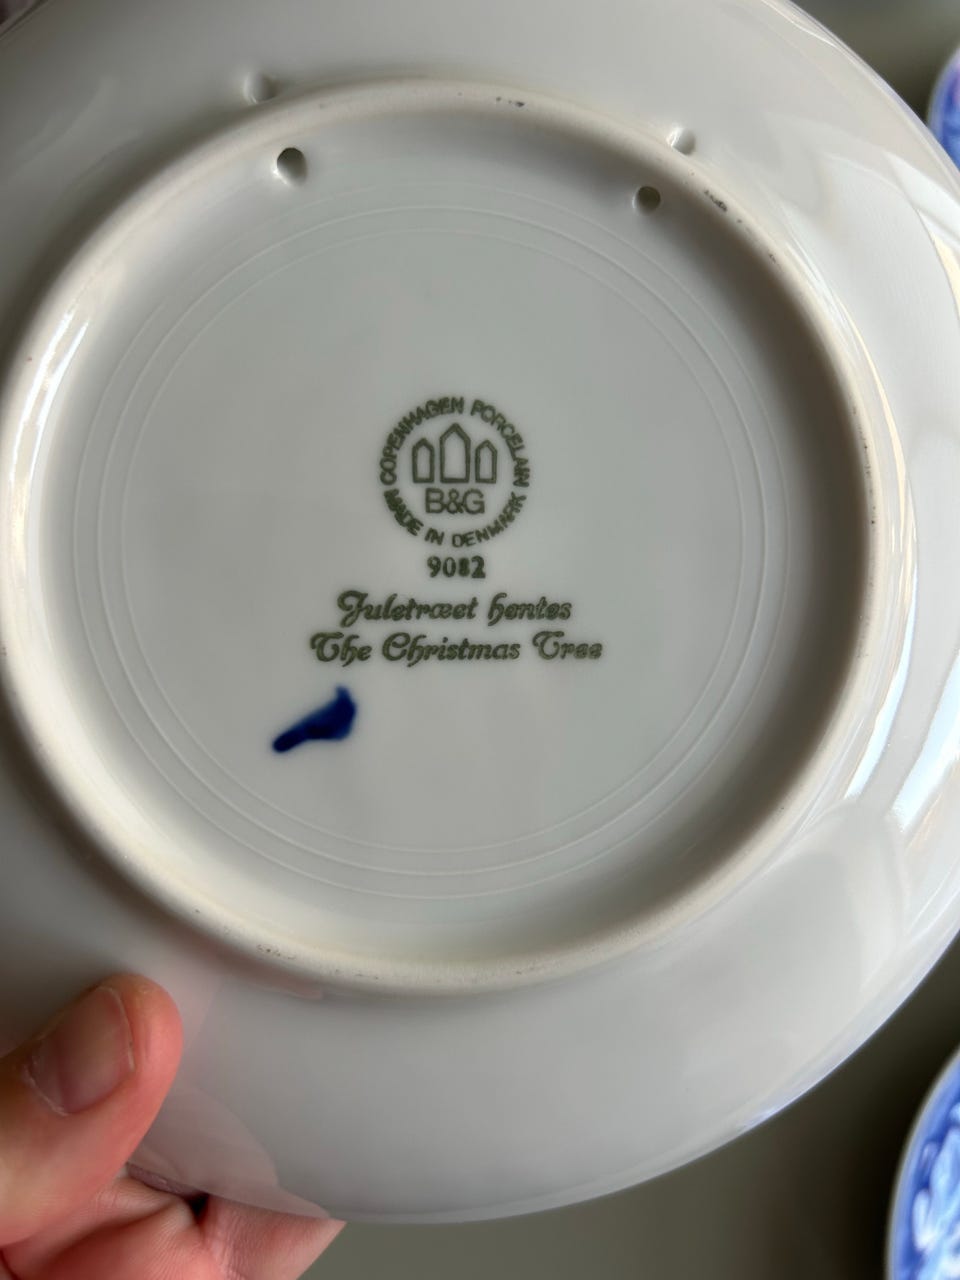 COPENHAGEN PORCELAIN
B&G
MADE IN DENMARK
9082
Juletræet hentes
The Christmas Tree